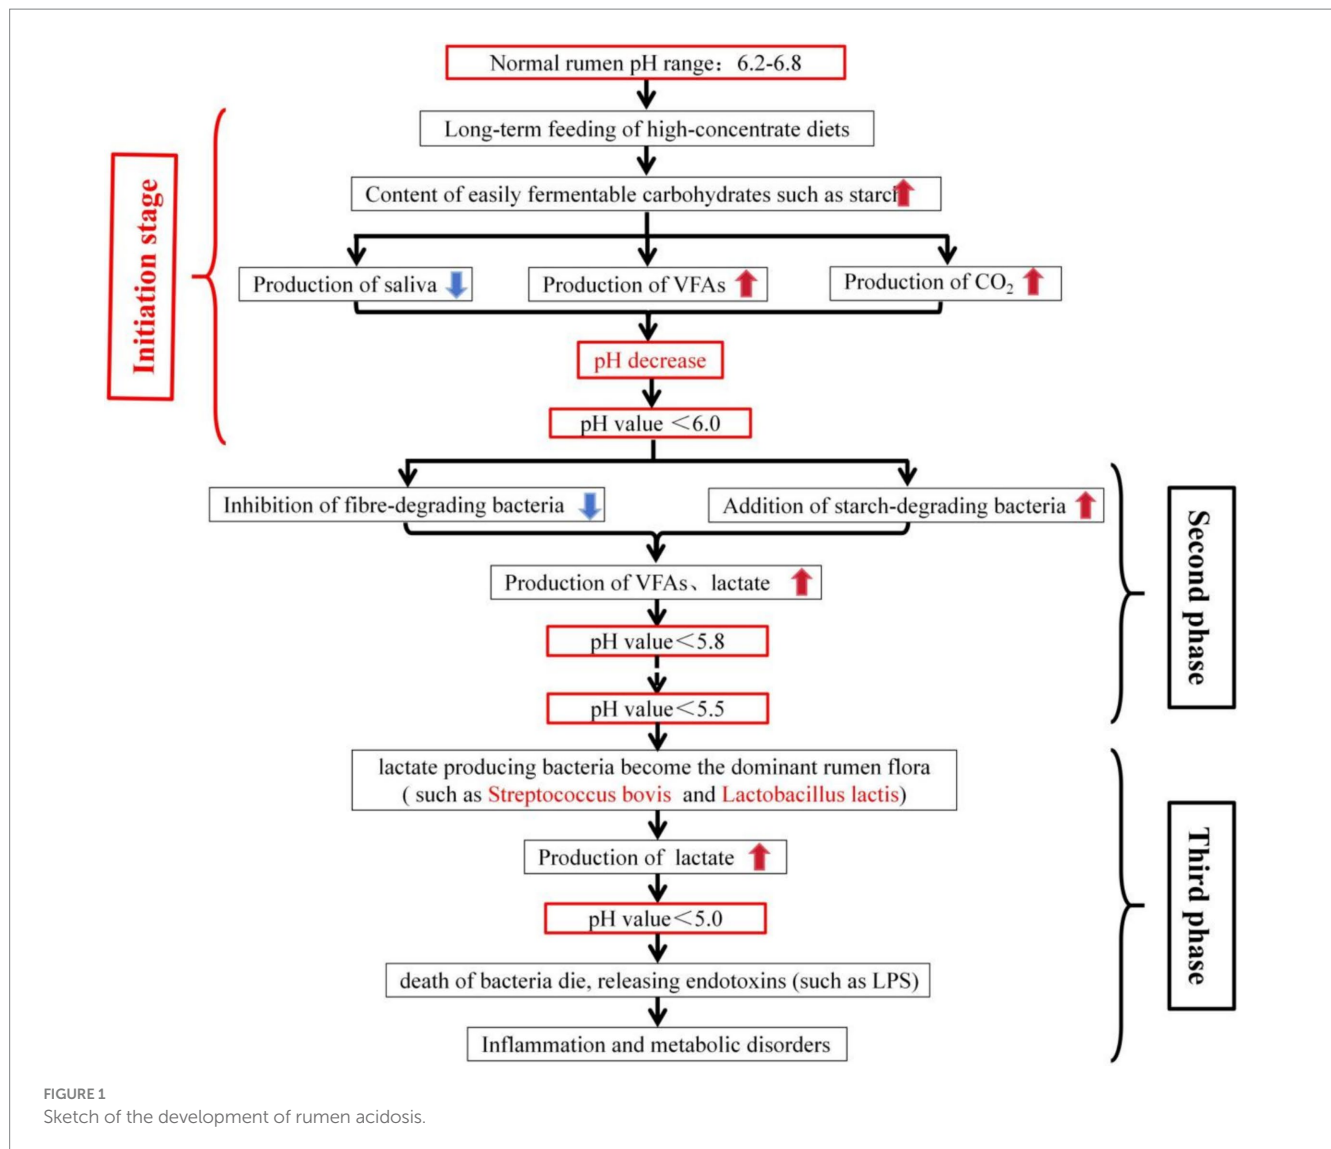 Normal rumen pH range：6.2-6.8
Long-term feeding of high-concentrate diets
Content of easily fermentable carbohydrates such as starch
Initiation stage
Production of saliva
Production of VFAs
Production of CO₂
pH decrease
pH value＜6.0
Inhibition of fibre-degrading bacteria
Addition of starch-degrading bacteria
Production of VFAs、lactate
Second phase
pH value＜5.8
pH value＜5.5
lactate producing bacteria become the dominant rumen flora
( such as Streptococcus bovis and Lactobacillus lactis)
Production of lactate
Third phase
pH value＜5.0
death of bacteria die, releasing endotoxins (such as LPS)
Inflammation and metabolic disorders
FIGURE 1
Sketch of the development of rumen acidosis.